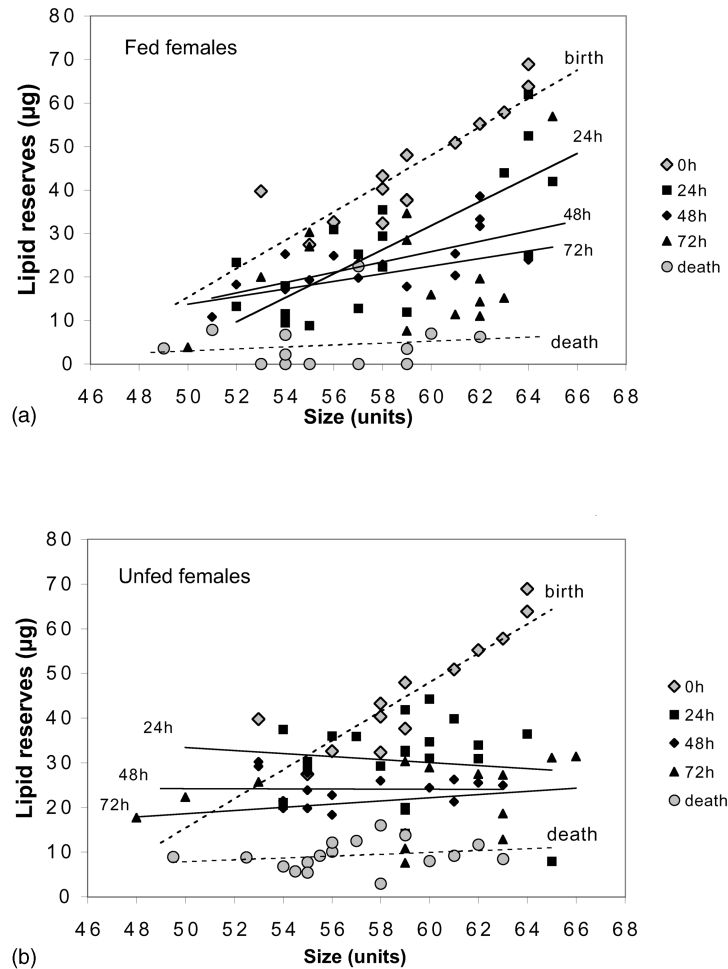 80
Fed females
birth
70
60
24h
50
0h
40
24h
48h
48h
30
72h
72h
20
death
10
death
0
46 48 50 52 54 56 58 60 62 64 66 68
Lipid reserves (µg)
Size (units)
(a)
80
Unfed females
birth
70
60
50
0h
40
24h
24h
30
48h
48h
20
72h
72h
death
10
death
0
46 48 50 52 54 56 58 60 62 64 66 68
Lipid reserves (µg)
Size (units)
(b)